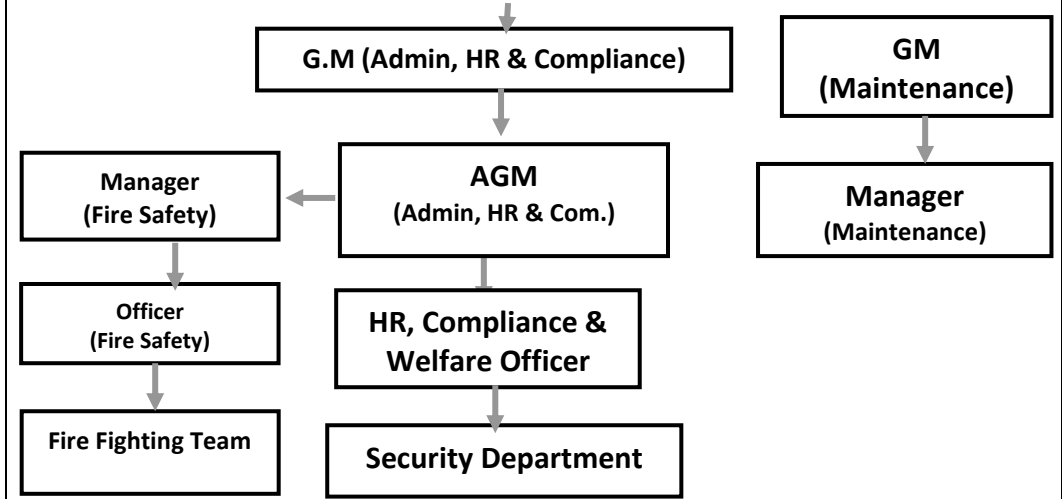 G.M (Admin, HR & Compliance)
GM
(Maintenance)
Manager
(Fire Safety)
AGM
(Admin, HR & Com.)
Manager
(Maintenance)
Officer
(Fire Safety)
HR, Compliance &
Welfare Officer
Fire Fighting Team
Security Department